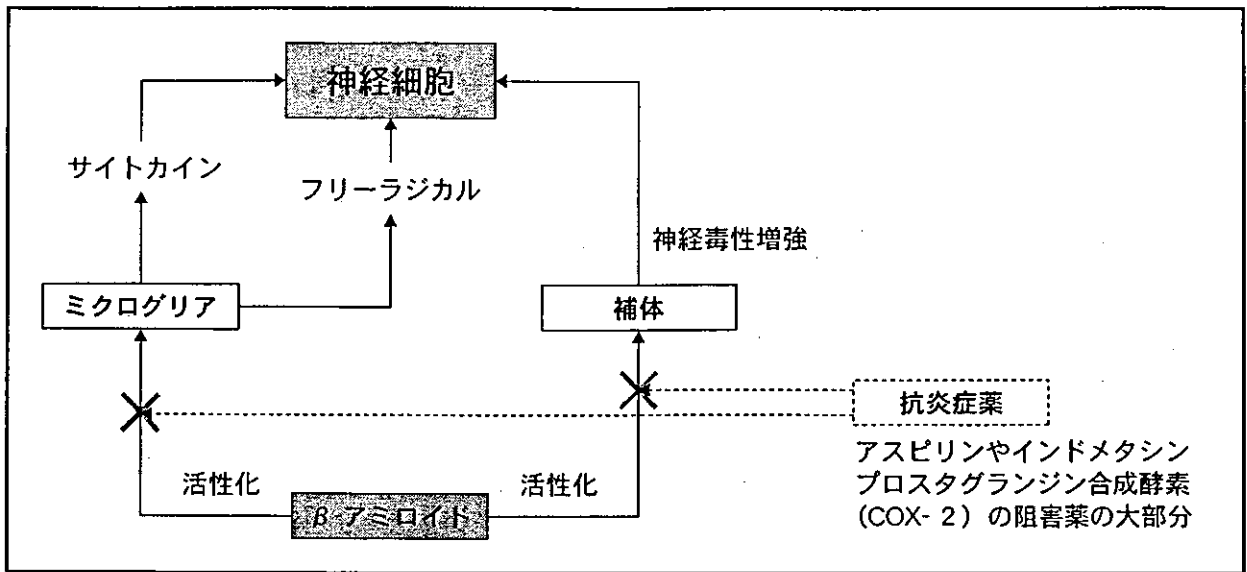 神経細胞
サイトカイン
フリーラジカル
神経毒性増強
ミクログリア
補体
抗炎症薬
アスピリンやインドメタシン
プロスタグランジン合成酵素
(COX-2)の阻害薬の大部分
活性化
活性化
β-アミロイド